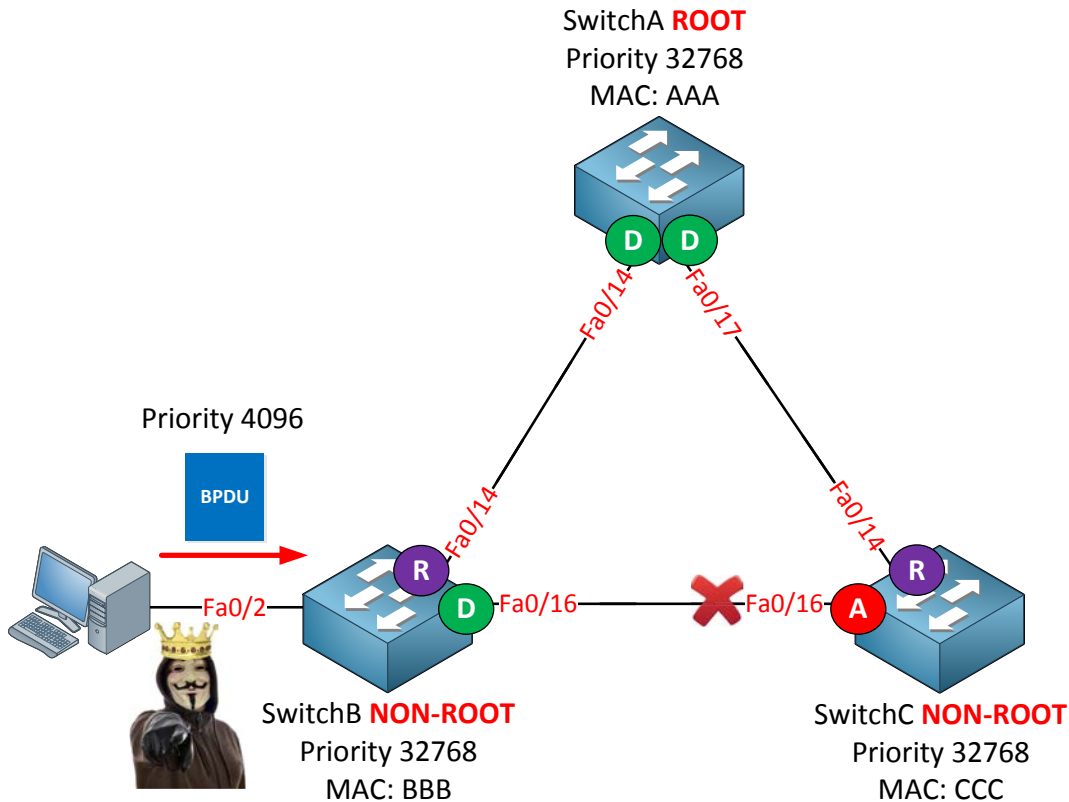 SwitchA ROOT
Priority 32768
MAC: AAA
D
D
Fa0/14
Fa0/17
Priority 4096
BPDU
Fa0/14
Fa0/14
R
R
Fa0/2
D
Fa0/16
Fa0/16
A
SwitchB NON-ROOT
Priority 32768
MAC: BBB
SwitchC NON-ROOT
Priority 32768
MAC: CCC